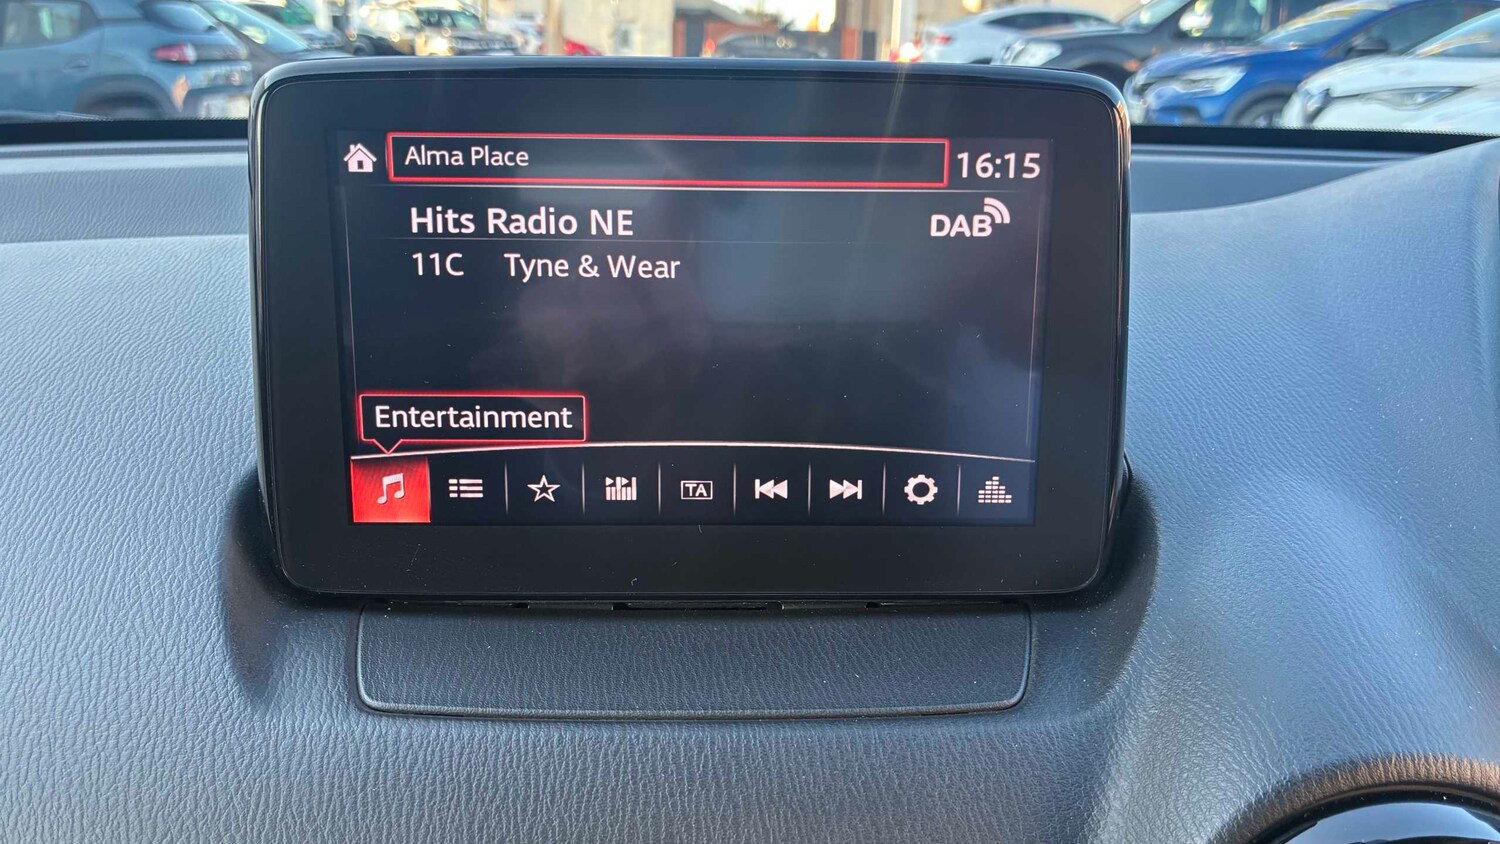 Alma Place
16:15
Hits Radio NE
DAB
11C Tyne & Wear
Entertainment
TA